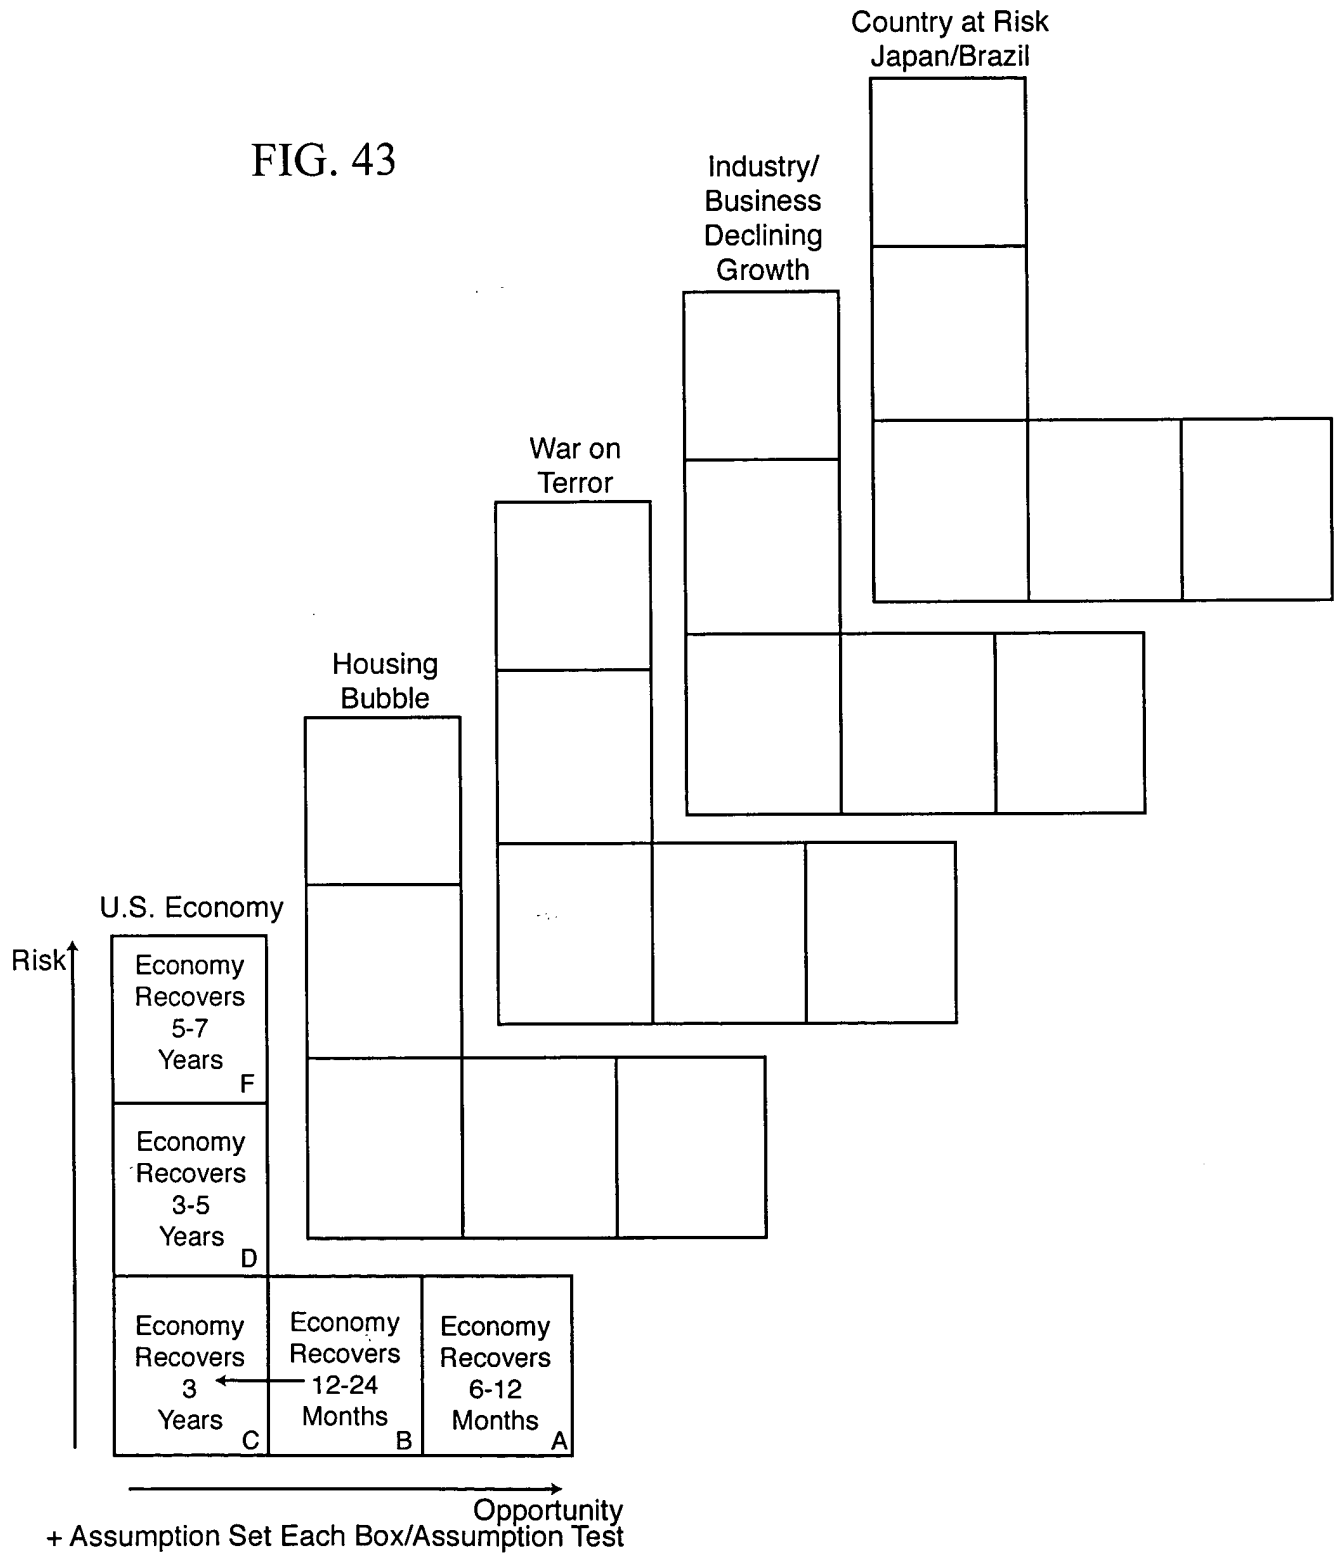 Country at Risk
Japan/Brazil
FIG. 43
Industry/
Business
Declining
Growth
War on
Terror
Housing
Bubble
U.S. Economy
Risk
Economy
Recovers
5-7
Years
F
Economy
Recovers
3-5
Years
D
Economy
Recovers
3
Years
C
Economy
Recovers
12-24
Months
B
Economy
Recovers
6-12
Months
A
Opportunity
+ Assumption Set Each Box/Assumption Test